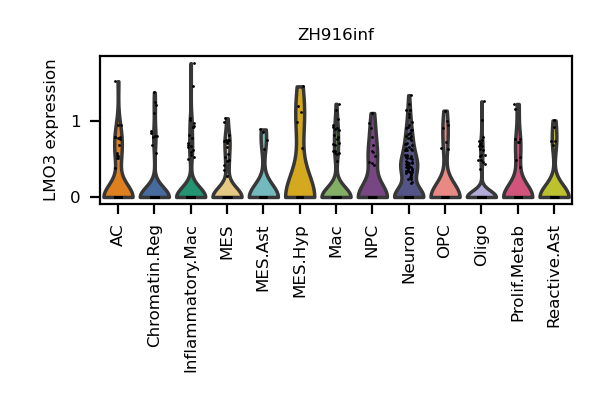 ZH916inf
LMO3 expression
1
0
AC
Chromatin.Reg
Inflammatory.Mac
MES
MES.Ast
MES.Hyp
Mac
NPC
Neuron
OPC
Oligo
Prolif.Metab
Reactive.Ast